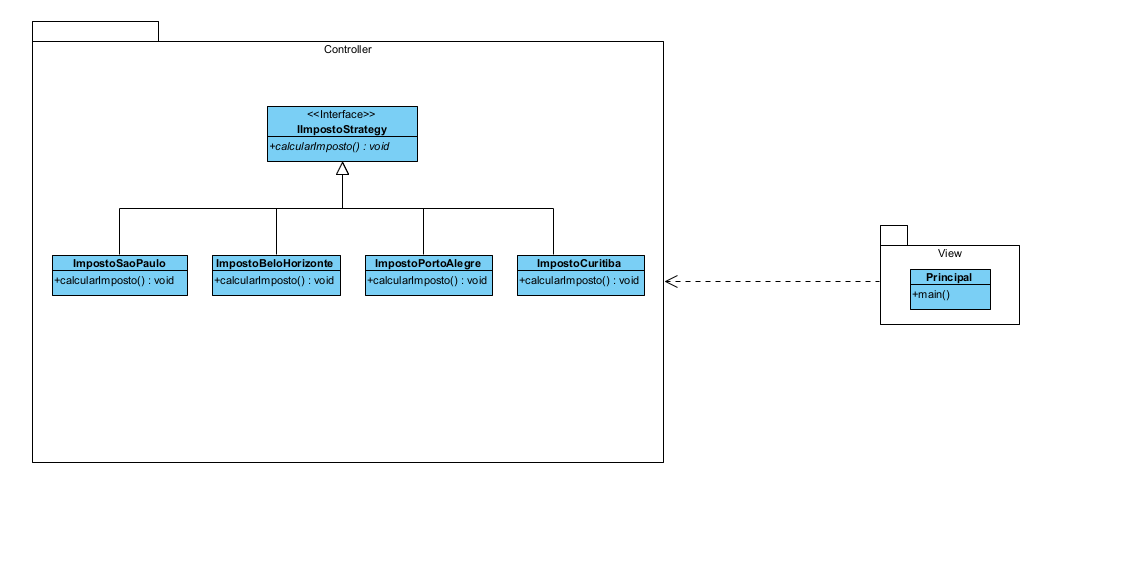 Controller
<<Interface>>
IImpostoStrategy
+calcularImposto() : void
ImpostoSaoPaulo
+calcularImposto() : void
ImpostoBeloHorizonte
+calcularImposto() : void
ImpostoPortoAlegre
+calcularImposto() : void
ImpostoCuritiba
+calcularImposto() : void
View
Principal
+main()